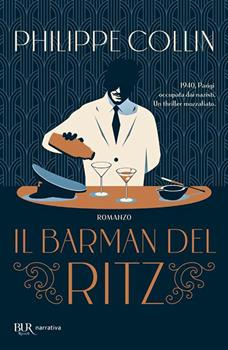 PHILIPPE COLLIN
1940, Parigi
occupata dai nazisti.
Un thriller mozzafiato.
ROMANZO
IL BARMAN DEL
RITZ
BUR
narrativa